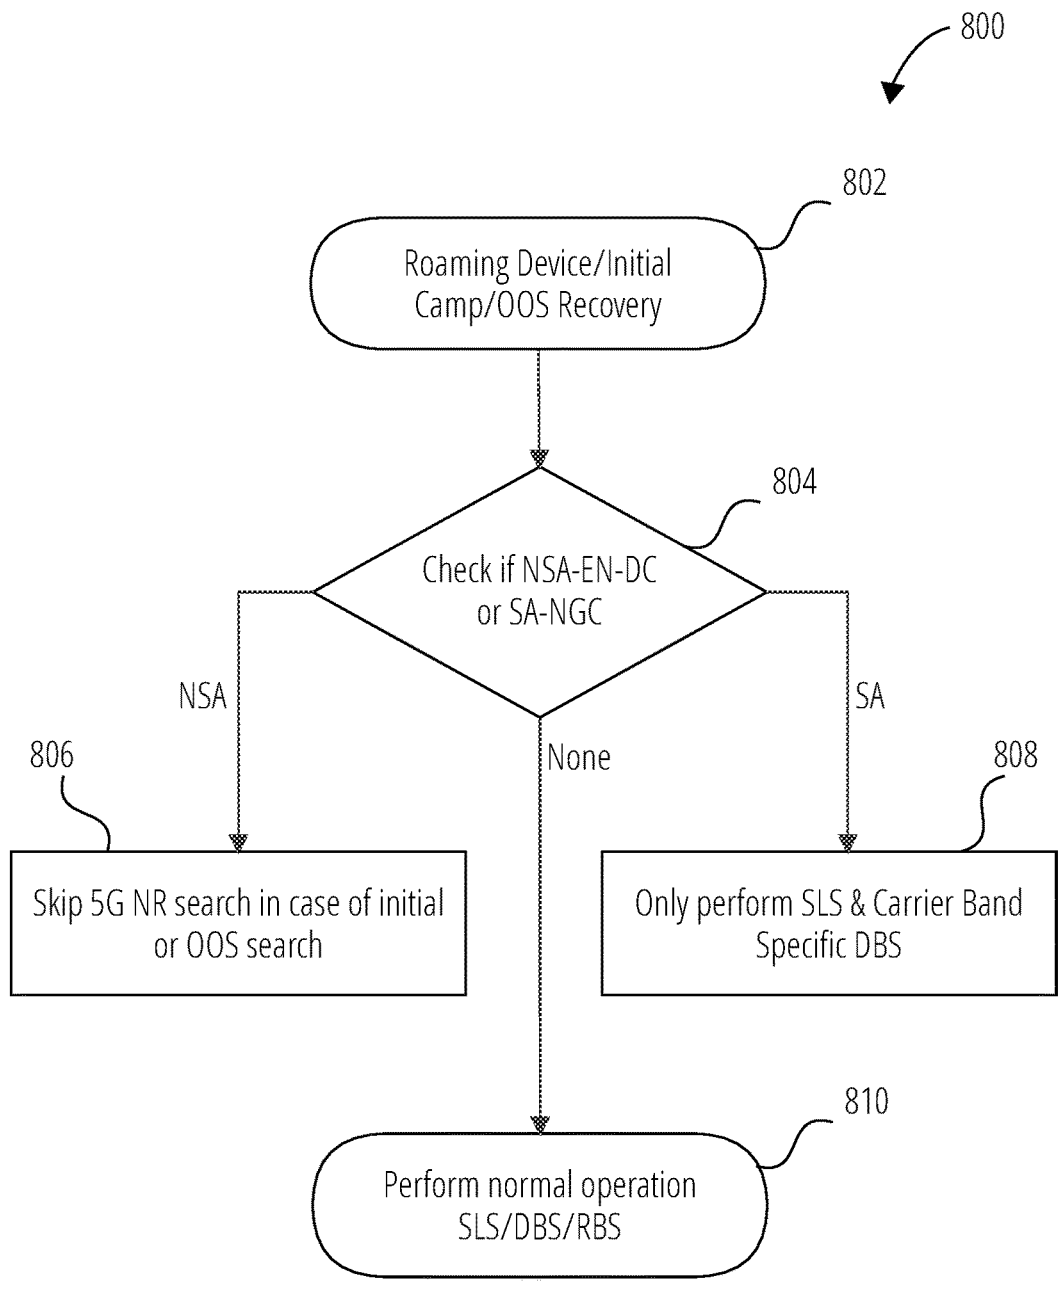 800
802
Roaming Device/Initial
Camp/OOS Recovery
804
Check if NSA-EN-DC
or SA-NGC
NSA
SA
None
806
808
Skip 5G NR search in case of initial
or OOS search
Only perform SLS & Carrier Band
Specific DBS
810
Perform normal operation
SLS/DBS/RBS